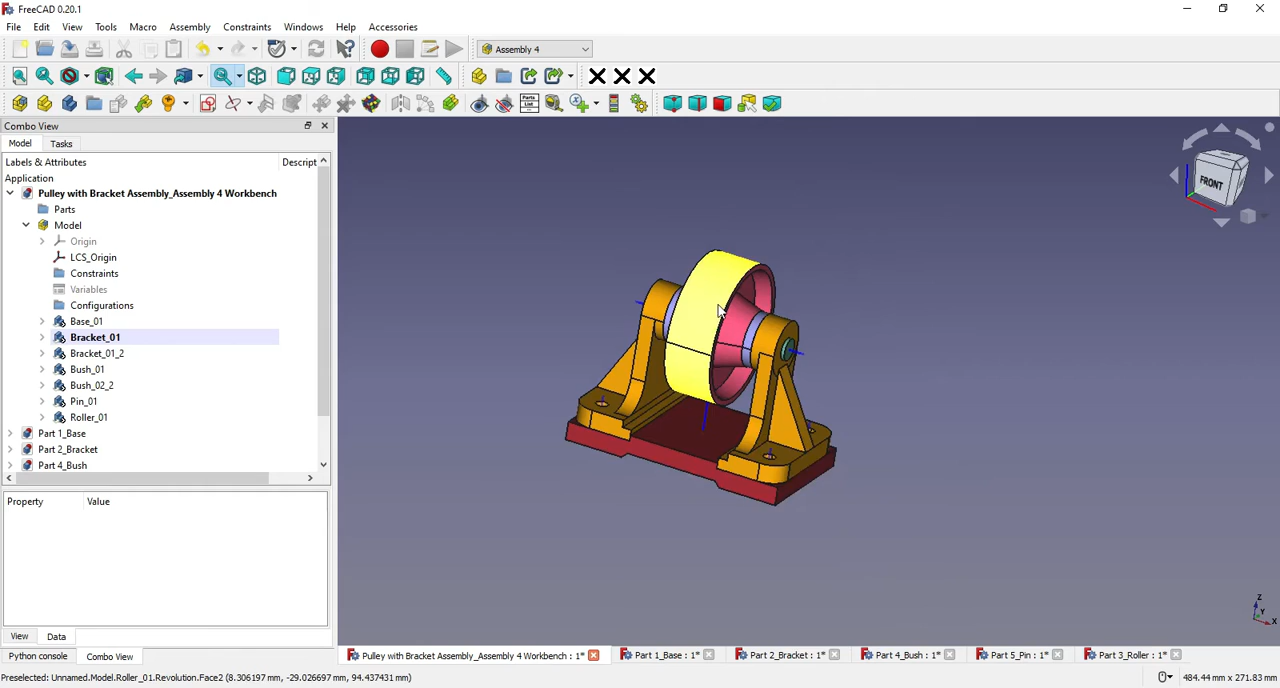 FreeCAD 0.20.1
File Edit View Tools Macro Assembly Constraints Windows Help Accessories
Assembly 4
Combo View
Model Tasks
Labels & Attributes Descript
Application
Pulley with Bracket Assembly_Assembly 4 Workbench
Parts
Model
Origin
LCS_Origin
Constraints
Variables
Configurations
Base_01
Bracket_01
Bracket_01_2
Bush_01
Bush_02_2
Pin_01
Roller_01
Part 1_Base
Part 2_Bracket
Part 4_Bush
Property Value
View Data
Python console Combo View
FRONT
Z
Y
X
Pulley with Bracket Assembly_Assembly 4 Workbench : 1* Part 1_Base : 1* Part 2_Bracket : 1* Part 4_Bush : 1* Part 5_Pin : 1* Part 3_Roller : 1*
Preselected: Unnamed.Model.Roller_01.Revolution.Face2 (8.306197 mm, -29.026697 mm, 94.437431 mm) 484.44 mm x 271.83 mm